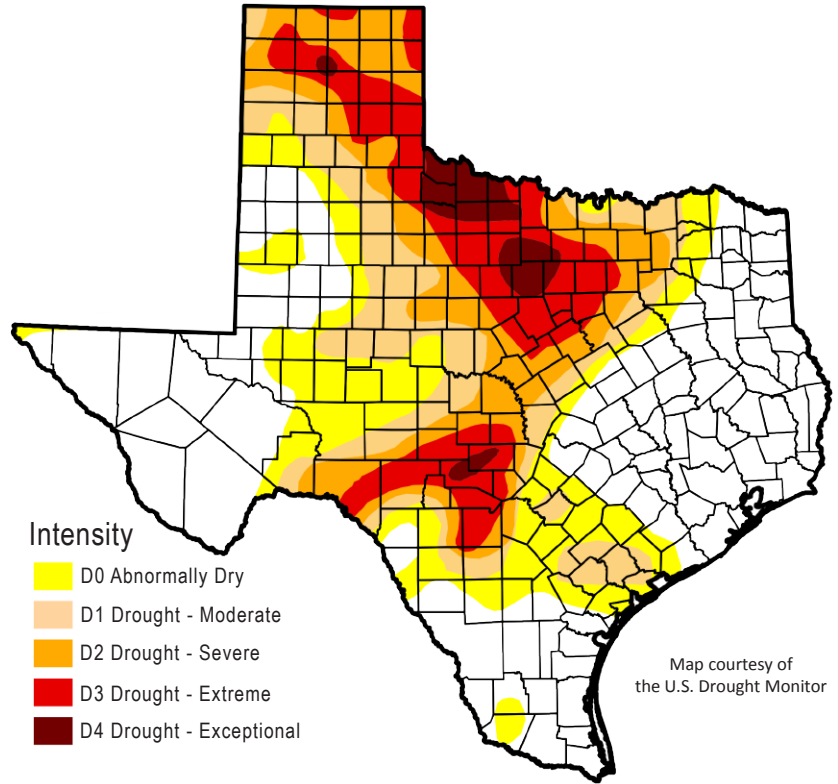 Intensity
D0 Abnormally Dry
D1 Drought - Moderate
D2 Drought - Severe
D3 Drought - Extreme
D4 Drought - Exceptional
Map courtesy of
the U.S. Drought Monitor